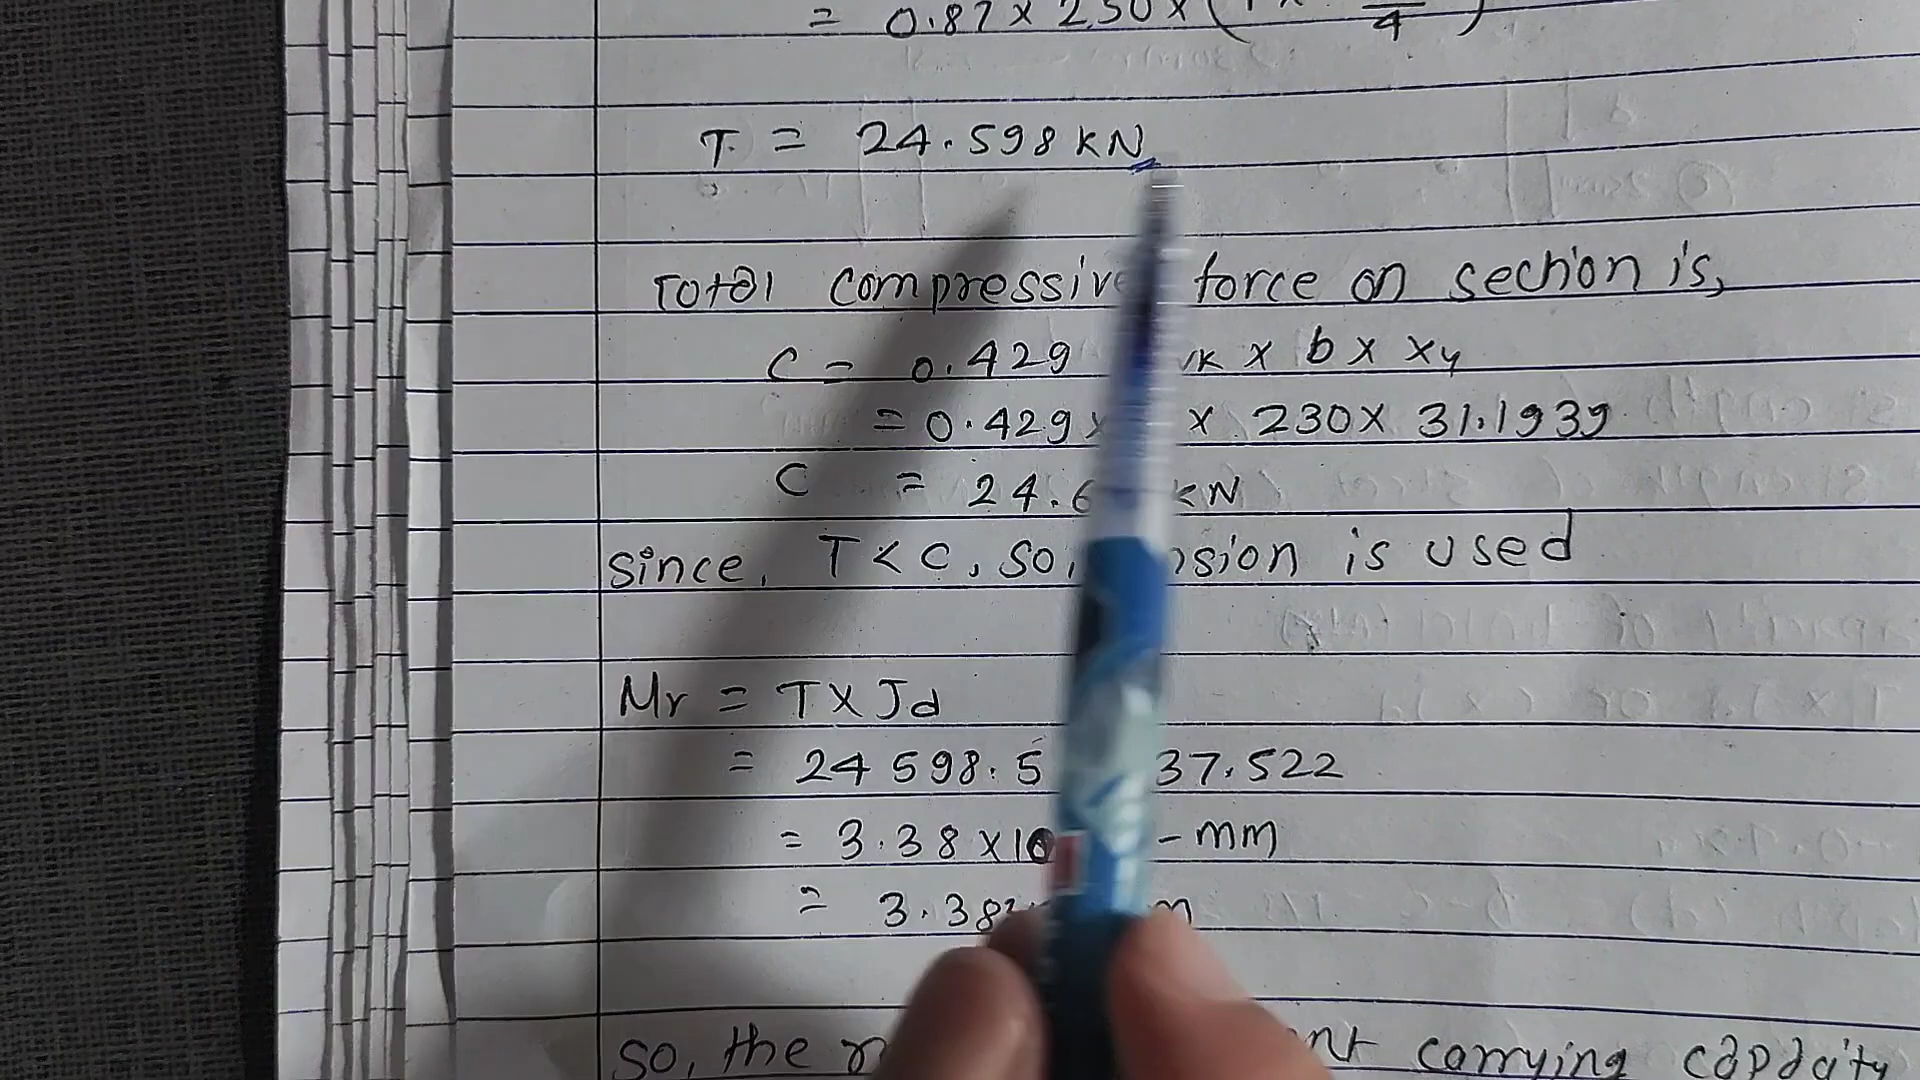 = 0.87 × 250 × ( 4 )
T = 24.598 KN
Total compressive force on section is,
C = 0.429 × b × xu
= 0.429 × × 230 × 31.1939
C = 24. KN
since, T < C, so, is used
Mr = T × Jd
= 24598.5 37.522
= 3.38 × 10 - mm
= 3.38 m
so, the carrying capacity